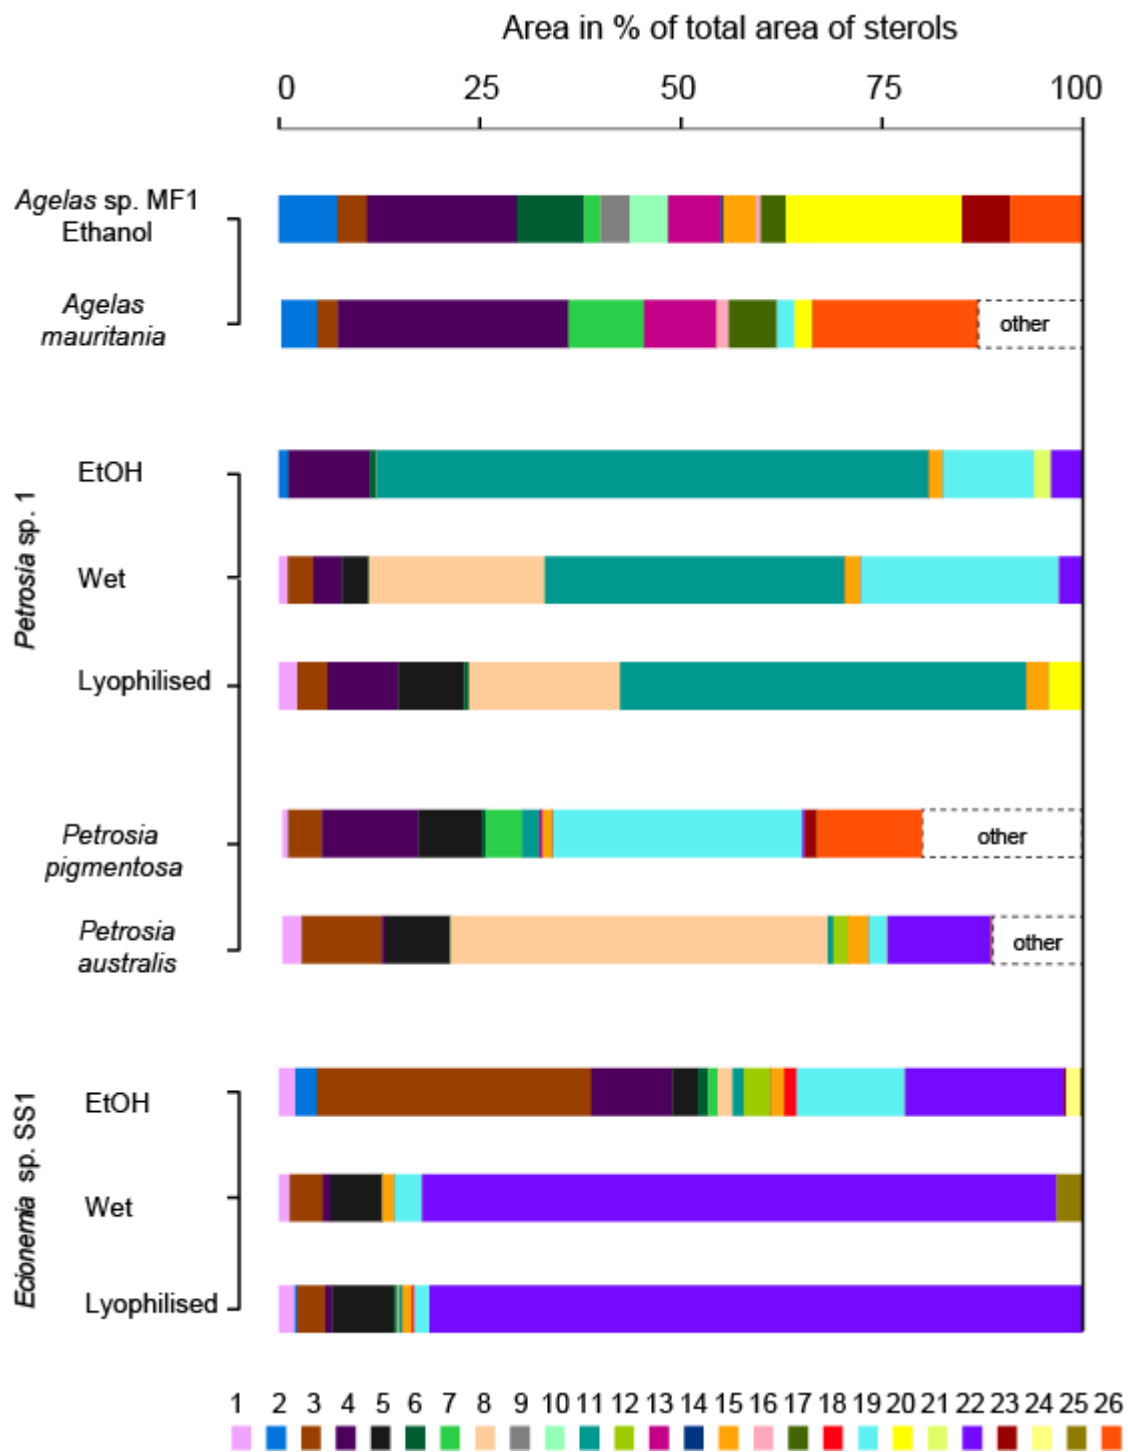 Area in % of total area of sterols
0 25 50 75 100
Agelas sp. MF1
Ethanol
Agelas
mauritania
other
Petrosia sp. 1
EtOH
Wet
Lyophilised
Petrosia
pigmentosa
other
Petrosia
australis
other
Ecionemia sp. SS1
EtOH
Wet
Lyophilised
1 2 3 4 5 6 7 8 9 10 11 12 13 14 15 16 17 18 19 20 21 22 23 24 25 26